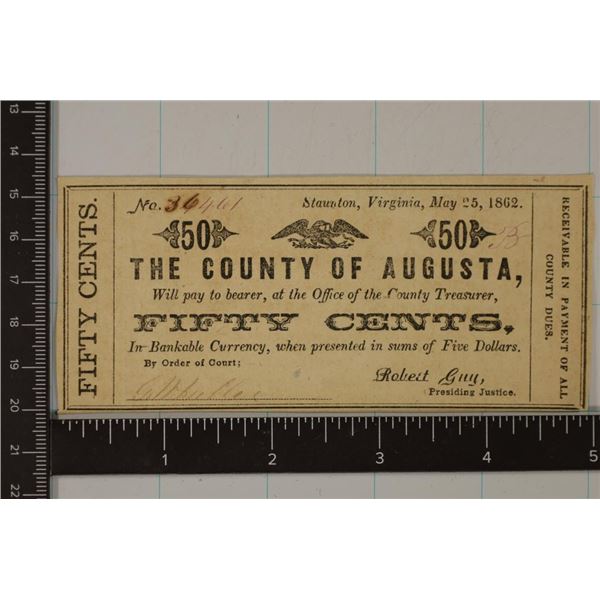 FIFTY CENTS.
No. 36461 Staunton, Virginia, May 25, 1862.
50 50 B
THE COUNTY OF AUGUSTA,
Will pay to bearer, at the Office of the County Treasurer,
FIFTY CENTS,
In Bankable Currency, when presented in sums of Five Dollars.
By Order of Court;
Robert Guy,
Presiding Justice.
RECEIVABLE IN PAYMENT OF ALL
COUNTY DUES.
13
14
15
16
17
18
19
20
21
22
1 2 3 4 5